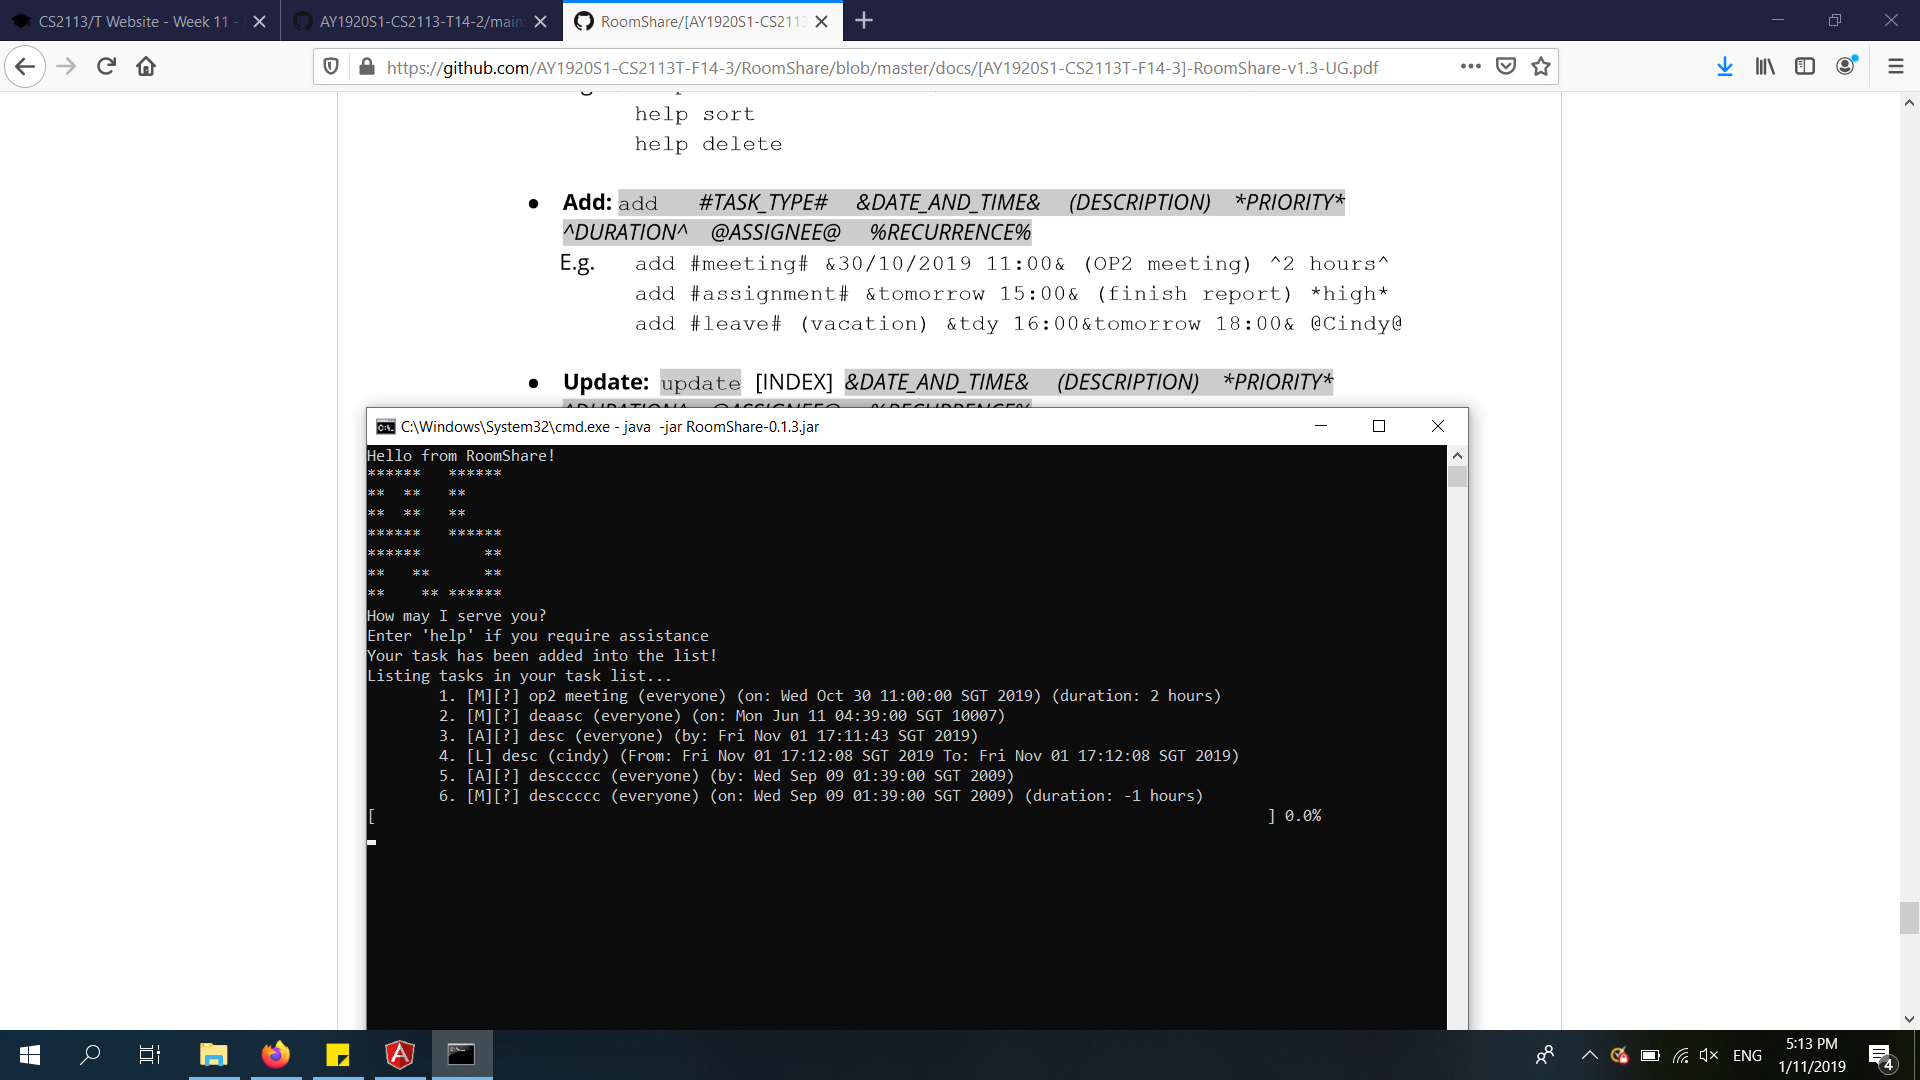 CS2113/T Website - Week 11 -
AY1920S1-CS2113-T14-2/main
RoomShare/[AY1920S1-CS2113
https://github.com/AY1920S1-CS2113T-F14-3/RoomShare/blob/master/docs/[AY1920S1-CS2113T-F14-3]-RoomShare-v1.3-UG.pdf
help sort
help delete
● Add: add #TASK_TYPE# &DATE_AND_TIME& (DESCRIPTION) *PRIORITY*
^DURATION^ @ASSIGNEE@ %RECURRENCE%
E.g. add #meeting# &30/10/2019 11:00& (OP2 meeting) ^2 hours^
add #assignment# &tomorrow 15:00& (finish report) *high*
add #leave# (vacation) &tdy 16:00&tomorrow 18:00& @Cindy@
● Update: update [INDEX] &DATE_AND_TIME& (DESCRIPTION) *PRIORITY*
^DURATION^ @ASSIGNEE@ %RECURRENCE%
C:\Windows\System32\cmd.exe - java  -jar RoomShare-0.1.3.jar
Hello from RoomShare!
******   ******
**  **   **
**  **   **
******   ******
******       **
**   **      **
**    ** ******
How may I serve you?
Enter 'help' if you require assistance
Your task has been added into the list!
Listing tasks in your task list...
1. [M][?] op2 meeting (everyone) (on: Wed Oct 30 11:00:00 SGT 2019) (duration: 2 hours)
2. [M][?] deaasc (everyone) (on: Mon Jun 11 04:39:00 SGT 10007)
3. [A][?] desc (everyone) (by: Fri Nov 01 17:11:43 SGT 2019)
4. [L] desc (cindy) (From: Fri Nov 01 17:12:08 SGT 2019 To: Fri Nov 01 17:12:08 SGT 2019)
5. [A][?] desccccc (everyone) (by: Wed Sep 09 01:39:00 SGT 2009)
6. [M][?] desccccc (everyone) (on: Wed Sep 09 01:39:00 SGT 2009) (duration: -1 hours)
[ ] 0.0%
ENG
5:13 PM
1/11/2019
4